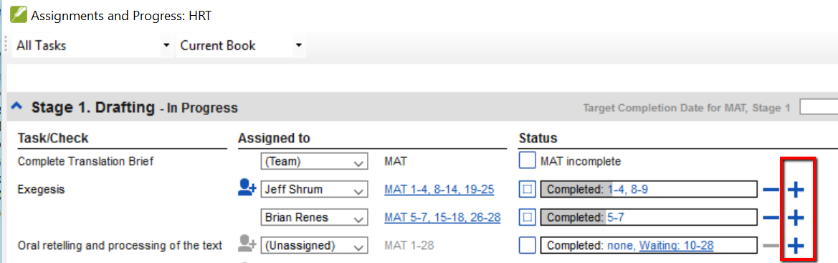 Assignments and Progress: HRT
All Tasks Current Book
Stage 1. Drafting - In Progress Target Completion Date for MAT, Stage 1
Task/Check Assigned to Status
Complete Translation Brief (Team) MAT MAT incomplete
Exegesis Jeff Shrum MAT 1-4, 8-14, 19-25 Completed: 1-4, 8-9
Brian Renes MAT 5-7, 15-18, 26-28 Completed: 5-7
Oral retelling and processing of the text (Unassigned) MAT 1-28 Completed: none, Waiting: 10-28